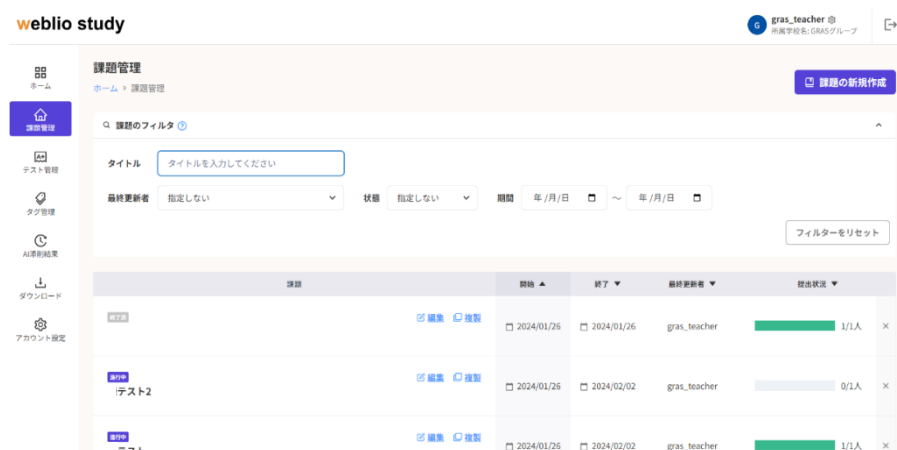 weblio study
G gras_teacher
所属学校名: GRASグループ
ホーム
課題管理
テスト管理
タグ管理
AI添削結果
ダウンロード
アカウント設定
課題管理
ホーム > 課題管理
課題の新規作成
課題のフィルタ ?
タイトル タイトルを入力してください
最終更新者 指定しない 状態 指定しない 期間 年/月/日 ～ 年/月/日
フィルターをリセット
課題 開始 ▲ 終了 ▼ 最終更新者 ▼ 提出状況 ▼
終了済 編集 複製 2024/01/26 2024/01/26 gras_teacher 1/1人 ×
進行中 編集 複製
テスト2 2024/01/26 2024/02/02 gras_teacher 0/1人 ×
進行中 編集 複製
2024/01/26 2024/02/02 gras_teacher 1/1人 ×